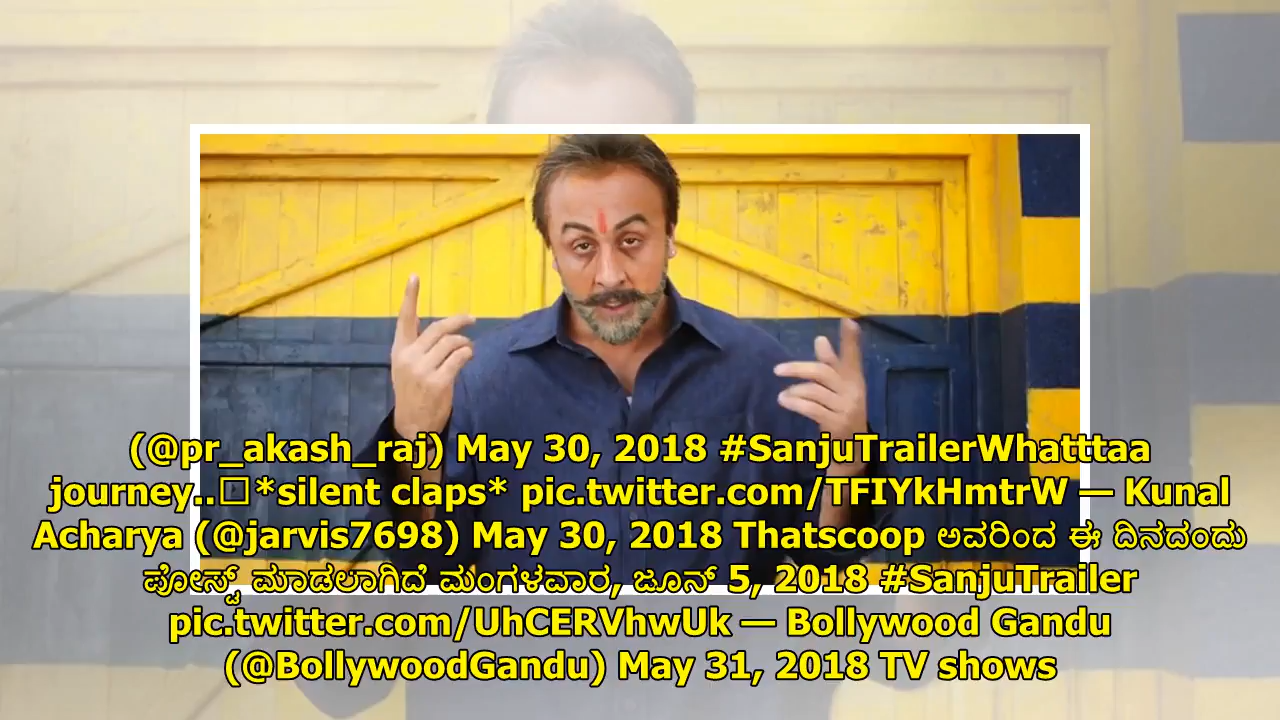 (@pr_akash_raj) May 30, 2018 #SanjuTrailerWhatttaa
journey..□*silent claps* pic.twitter.com/TFIYkHmtrW — Kunal
Acharya (@jarvis7698) May 30, 2018 Thatscoop ಅವರಿಂದ ಈ ದಿನದಂದು
ಪೋಸ್ಟ್ ಮಾಡಲಾಗಿದೆ ಮಂಗಳವಾರ, ಜೂನ್ 5, 2018 #SanjuTrailer
pic.twitter.com/UhCERVhwUk — Bollywood Gandu
(@BollywoodGandu) May 31, 2018 TV shows